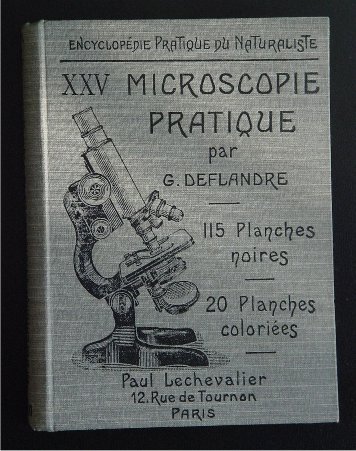 ENCYCLOPÉDIE PRATIQUE DU NATURALISTE
XXV MICROSCOPIE
PRATIQUE
par
G. DEFLANDRE
115 Planches
noires
20 Planches
coloriées
Paul Lechevalier
12. Rue de Tournon
PARIS